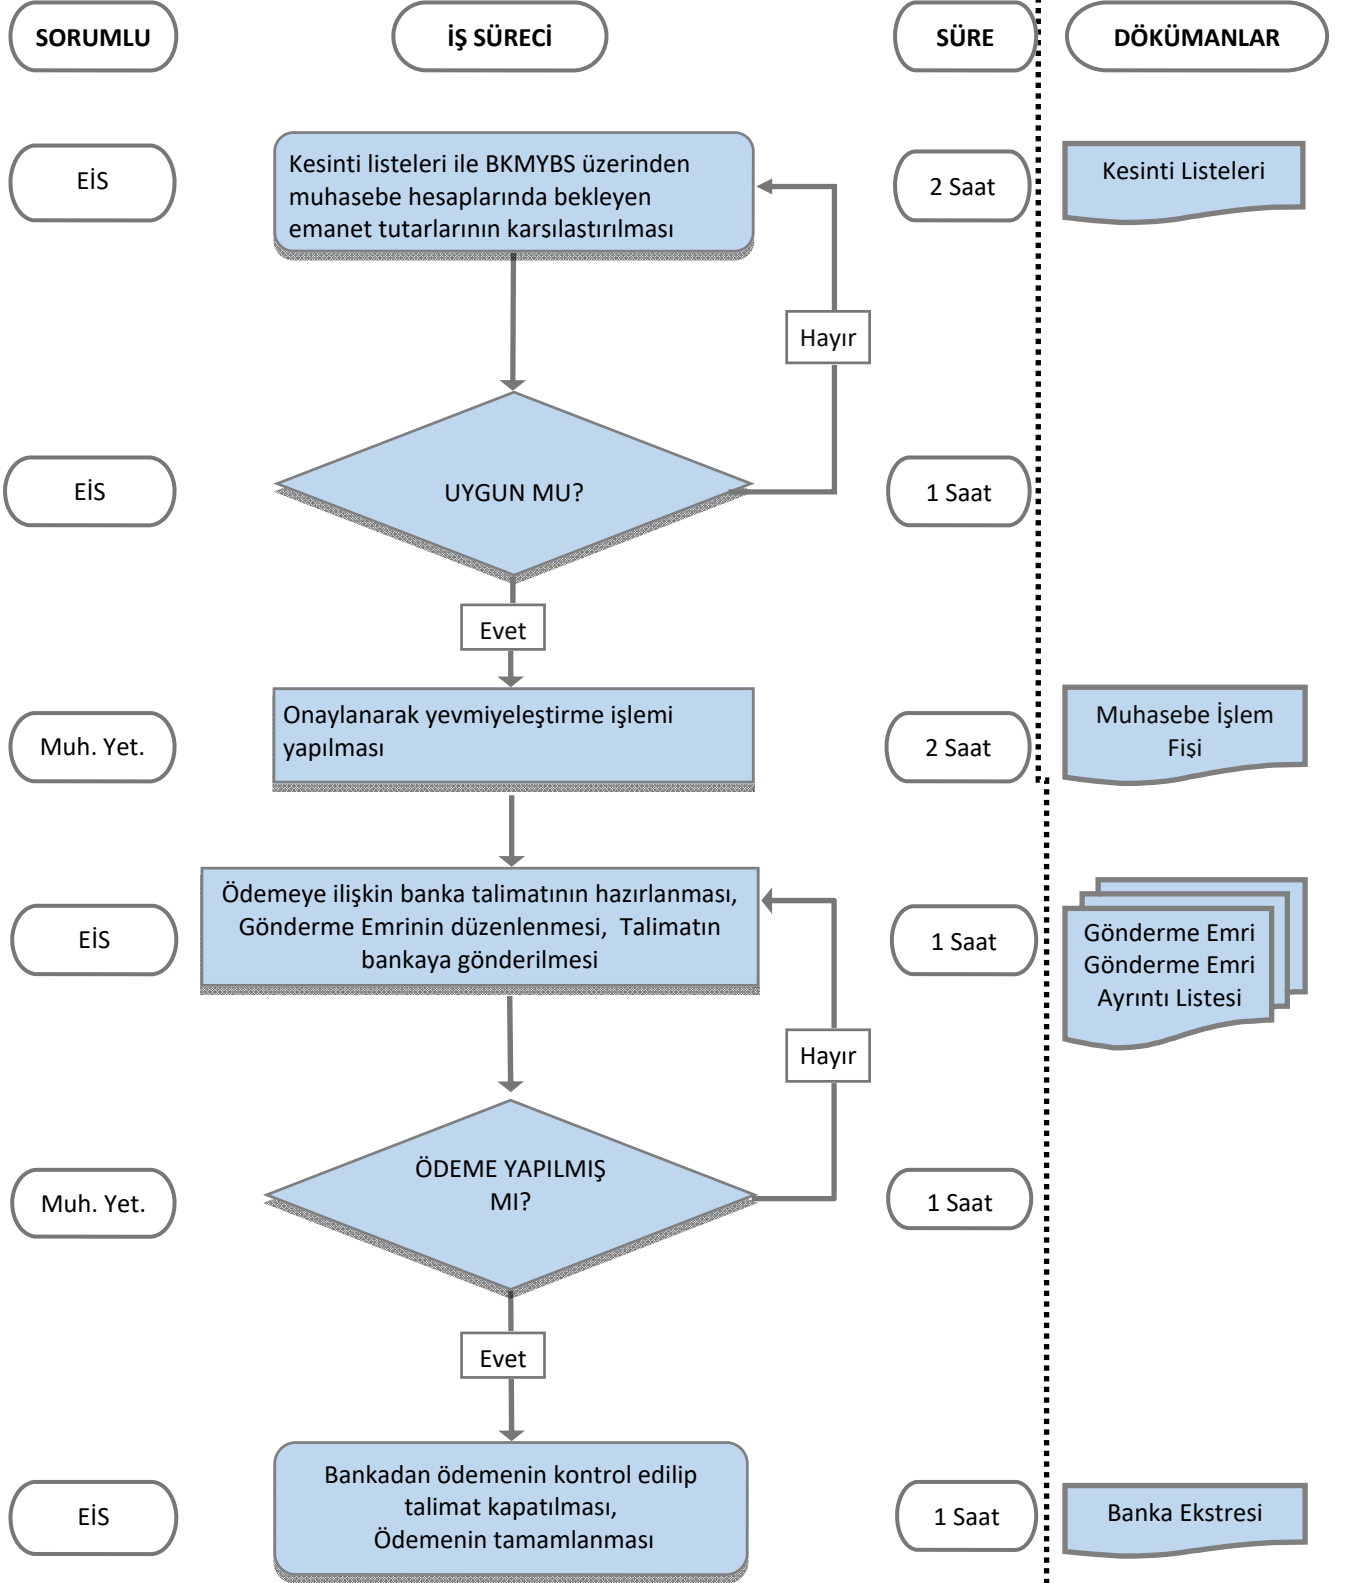 SORUMLU
İŞ SÜRECİ
SÜRE
DÖKÜMANLAR
EİS
Kesinti listeleri ile BKMYBS üzerinden
muhasebe hesaplarında bekleyen
emanet tutarlarının karsılastırılması
2 Saat
Kesinti Listeleri
Hayır
EİS
UYGUN MU?
1 Saat
Evet
Muh. Yet.
Onaylanarak yevmiyeleştirme işlemi
yapılması
2 Saat
Muhasebe İşlem
Fisi
EİS
Ödemeye ilişkin banka talimatının hazırlanması,
Gönderme Emrinin düzenlenmesi, Talimatın
bankaya gönderilmesi
1 Saat
Gönderme Emri
Gönderme Emri
Ayrıntı Listesi
Hayır
Muh. Yet.
ÖDEME YAPILMIŞ
MI?
1 Saat
Evet
EİS
Bankadan ödemenin kontrol edilip
talimat kapatılması,
Ödemenin tamamlanması
1 Saat
Banka Ekstresi